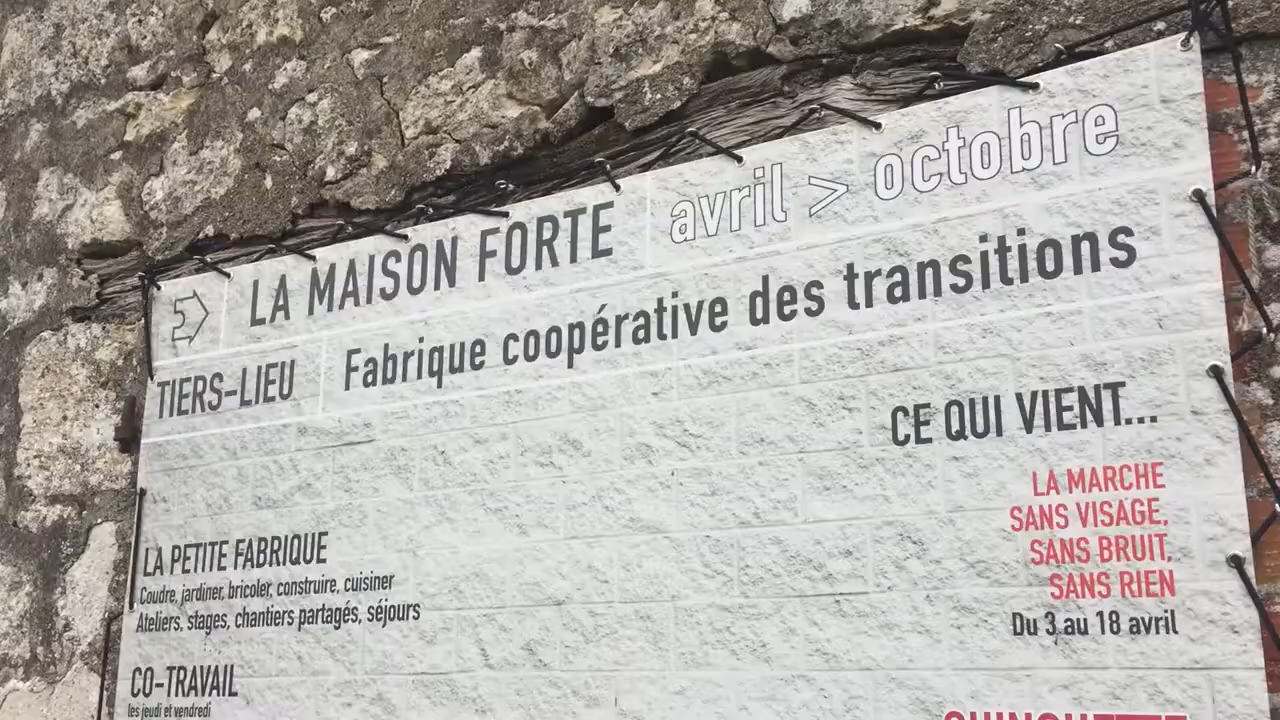 LA MAISON FORTE avril > octobre
TIERS-LIEU Fabrique coopérative des transitions
CE QUI VIENT...
LA MARCHE
SANS VISAGE,
SANS BRUIT,
SANS RIEN
Du 3 au 18 avril
LA PETITE FABRIQUE
Coudre, jardiner, bricoler, construire, cuisiner
Ateliers, stages, chantiers partagés, séjours
CO-TRAVAIL
les jeudi et vendredi